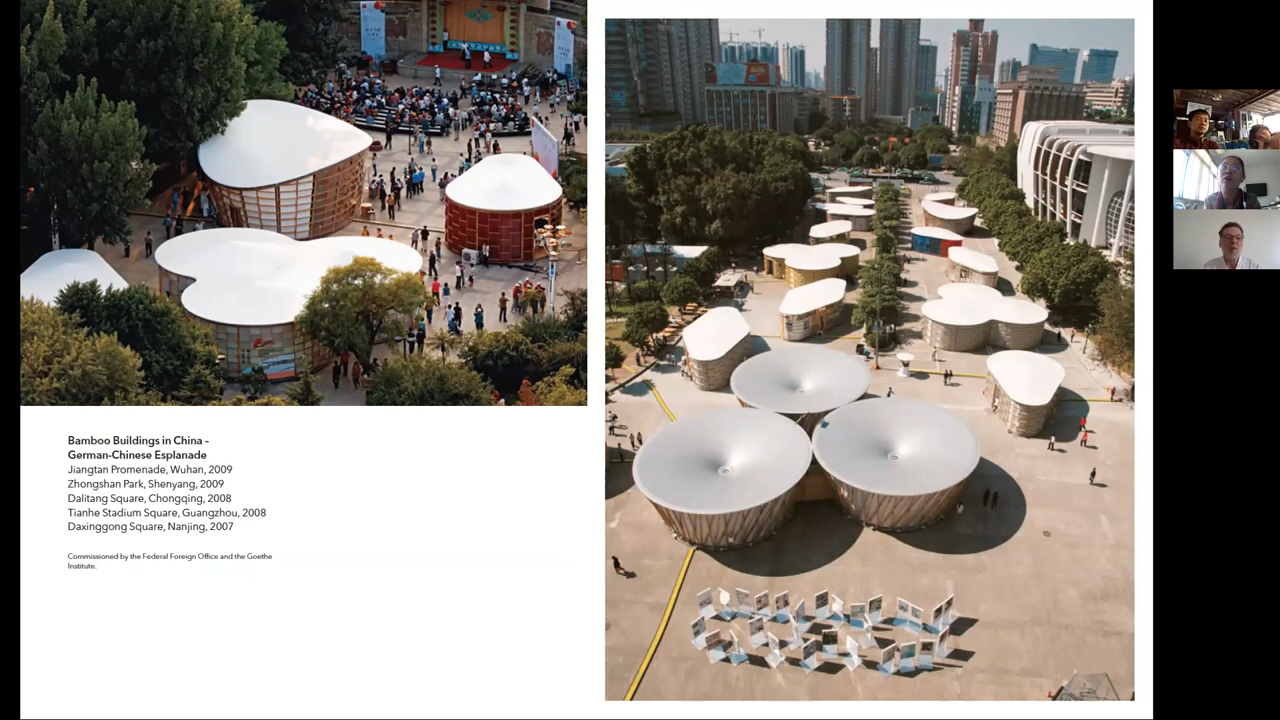 Bamboo Buildings in China –
German-Chinese Esplanade
Jiangtan Promenade, Wuhan, 2009
Zhongshan Park, Shenyang, 2009
Dalitang Square, Chongqing, 2008
Tianhe Stadium Square, Guangzhou, 2008
Daxinggong Square, Nanjing, 2007
Commissioned by the Federal Foreign Office and the Goethe
Institute.